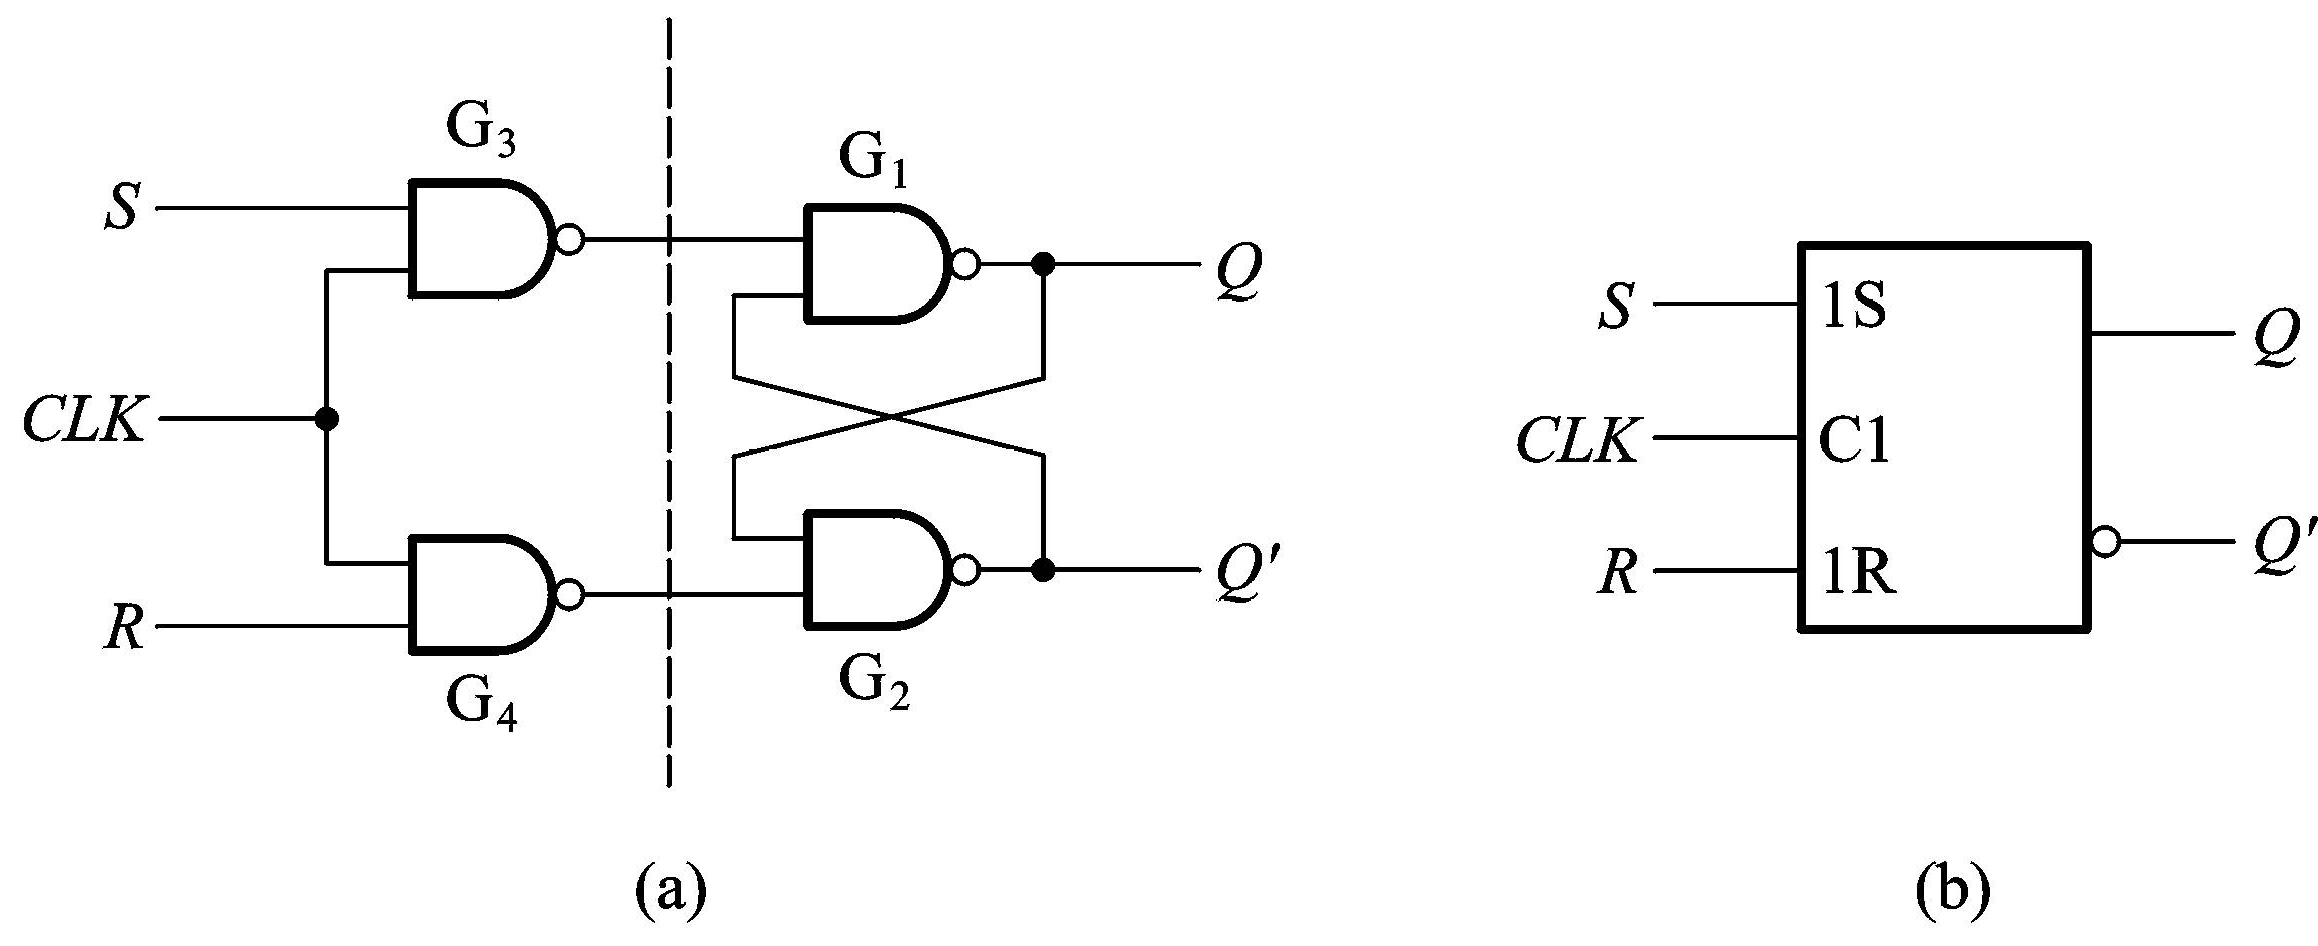 G₃
G₁
S
Q
CLK
R
Q′
G₄
G₂
(a)
S
1S
Q
CLK
C1
R
1R
Q′
(b)